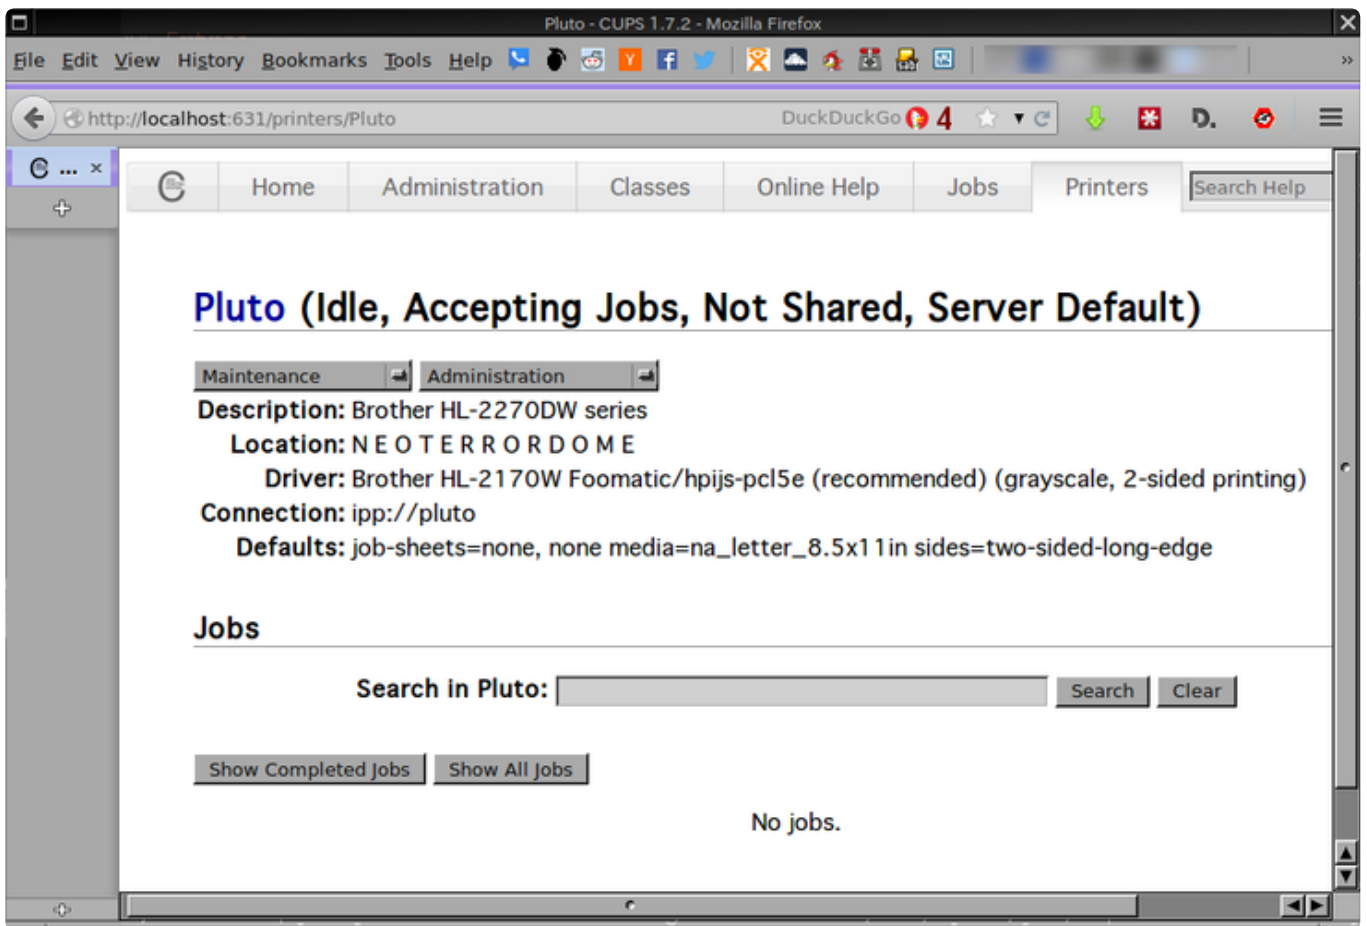 Pluto - CUPS 1.7.2 - Mozilla Firefox
File Edit View History Bookmarks Tools Help
http://localhost:631/printers/Pluto DuckDuckGo 4 D.
...
Home Administration Classes Online Help Jobs Printers Search Help
Pluto (Idle, Accepting Jobs, Not Shared, Server Default)
Maintenance Administration
Description: Brother HL-2270DW series
Location: N E O T E R R O R D O M E
Driver: Brother HL-2170W Foomatic/hpijs-pcl5e (recommended) (grayscale, 2-sided printing)
Connection: ipp://pluto
Defaults: job-sheets=none, none media=na_letter_8.5x11in sides=two-sided-long-edge
Jobs
Search in Pluto: Search Clear
Show Completed Jobs Show All Jobs
No jobs.